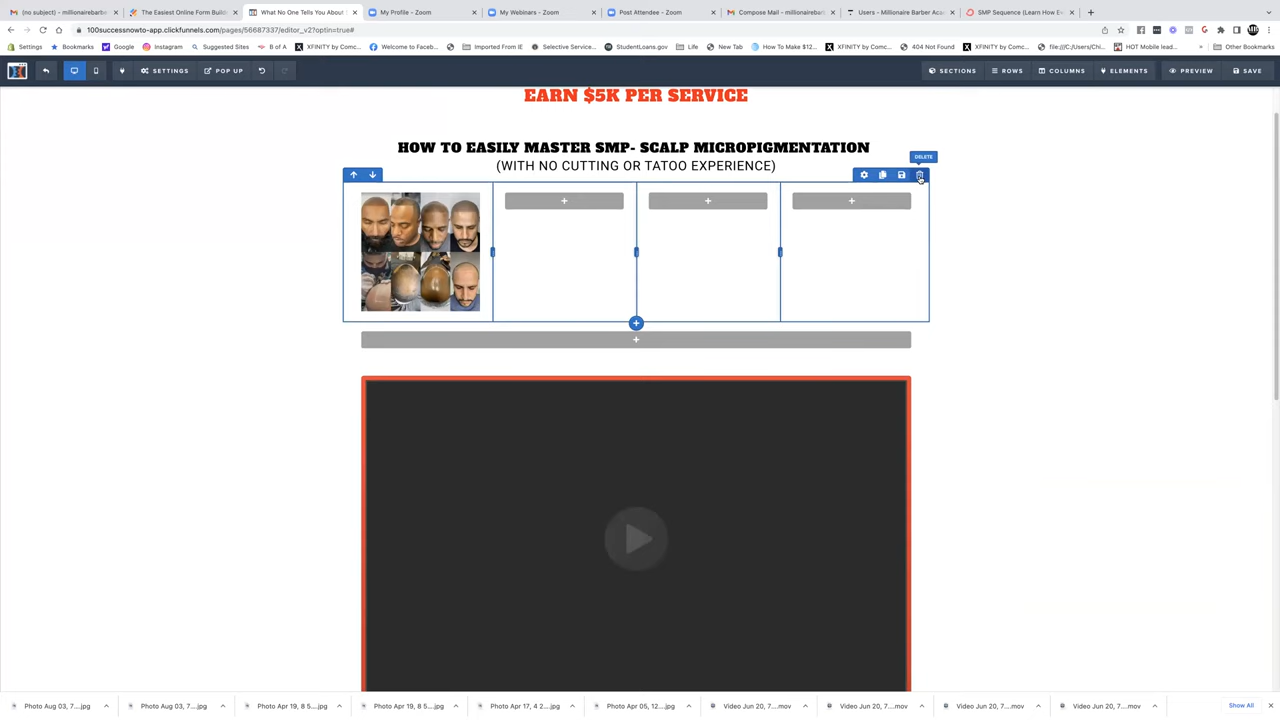 (no subject) - millionairebarbe
The Easiest Online Form Build
What No One Tells You About
My Profile - Zoom
My Webinars - Zoom
Post Attendee - Zoom
Compose Mail - millionairebarb
Users - Millionaire Barber Aca
SMP Sequence (Learn How Ev
100successnowto-app.clickfunnels.com/pages/56687337/editor_v2?optin=true#
Settings
Bookmarks
Google
Instagram
Suggested Sites
B of A
XFINITY by Comc...
Welcome to Faceb...
Imported From IE
Selective Service...
StudentLoans.gov
Life
New Tab
How To Make $12...
XFINITY by Comc...
404 Not Found
XFINITY by Comc...
file:///C:/Users/Chi...
HOT Mobile lead...
Other Bookmarks
SETTINGS
POP UP
SECTIONS
ROWS
COLUMNS
ELEMENTS
PREVIEW
SAVE
EARN $5K PER SERVICE
HOW TO EASILY MASTER SMP- SCALP MICROPIGMENTATION
(WITH NO CUTTING OR TATOO EXPERIENCE)
DELETE
Photo Aug 03, 7....jpg
Photo Aug 03, 7....jpg
Photo Apr 19, 8 5....jpg
Photo Apr 19, 8 5....jpg
Photo Apr 17, 4 2....jpg
Photo Apr 05, 12....jpg
Video Jun 20, 7....mov
Video Jun 20, 7....mov
Video Jun 20, 7....mov
Video Jun 20, 7....mov
Show All